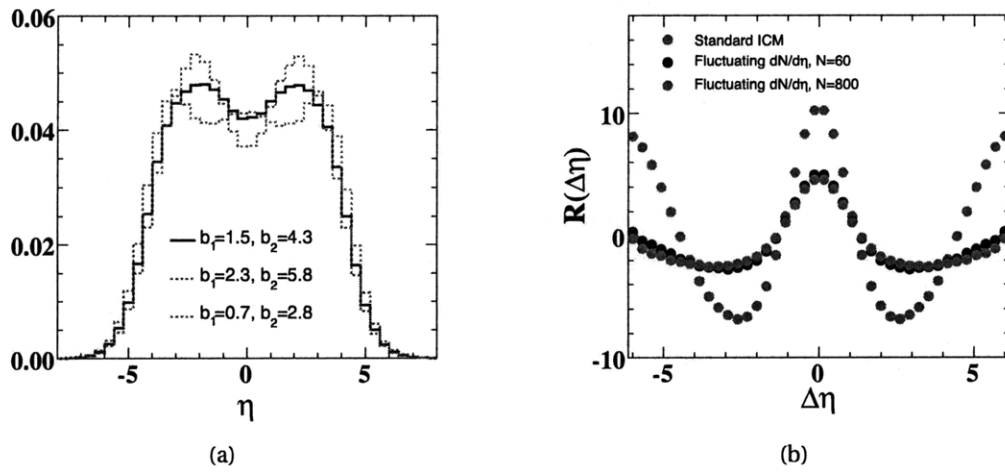 0.06
0.04
0.02
0.00
-5
0
5
η
b1=1.5, b2=4.3
b1=2.3, b2=5.8
b1=0.7, b2=2.8
(a)
R(Δη)
10
0
-10
-5
0
5
Δη
Standard ICM
Fluctuating dN/dη, N=60
Fluctuating dN/dη, N=800
(b)